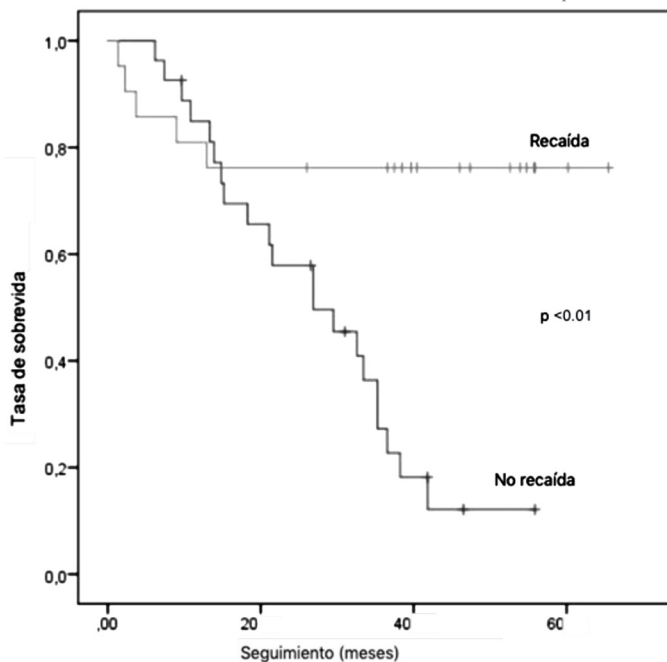 1,0
0,8
0,6
0,4
0,2
0,0
Tasa de sobrevida
Recaída
p <0.01
No recaída
,00
20
40
60
Seguimiento (meses)